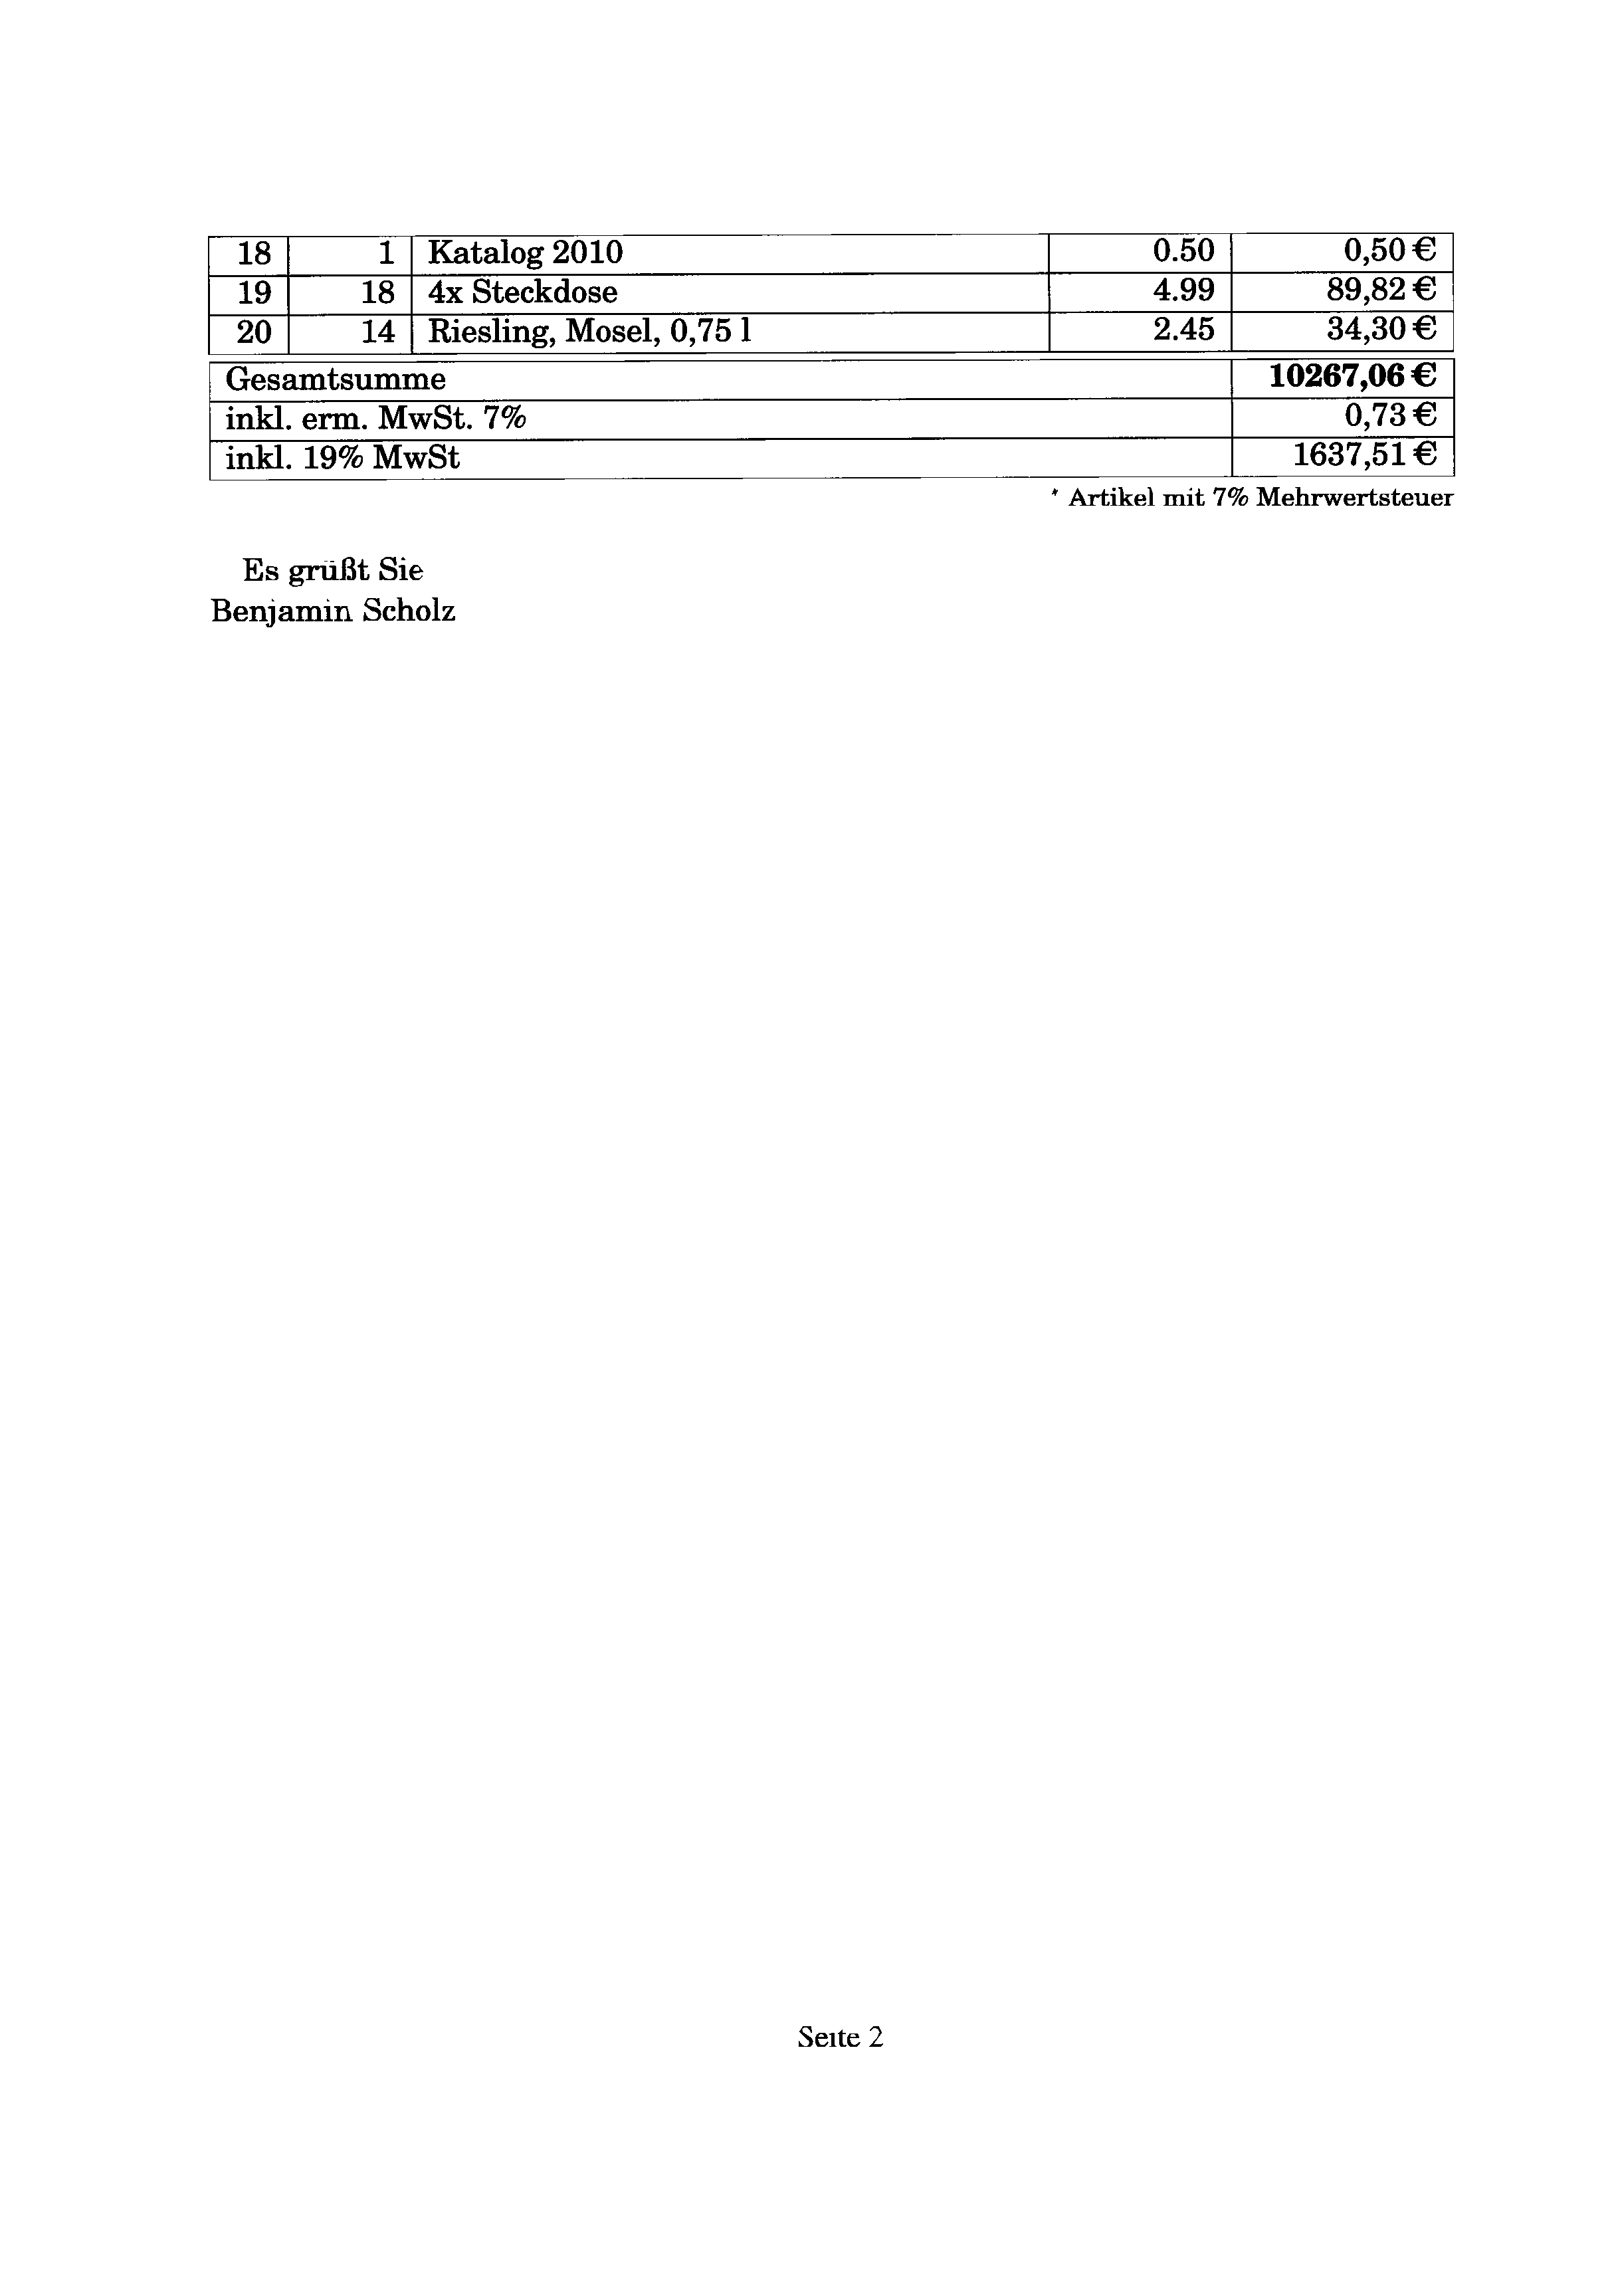 18 1 Katalog 2010 0.50 0,50 €
19 18 4x Steckdose 4.99 89,82 €
20 14 Riesling, Mosel, 0,75 l 2.45 34,30 €
Gesamtsumme 10267,06 €
inkl. erm. MwSt. 7% 0,73 €
inkl. 19% MwSt 1637,51 €
* Artikel mit 7% Mehrwertsteuer
Es grüßt Sie
Benjamin Scholz
Seite 2